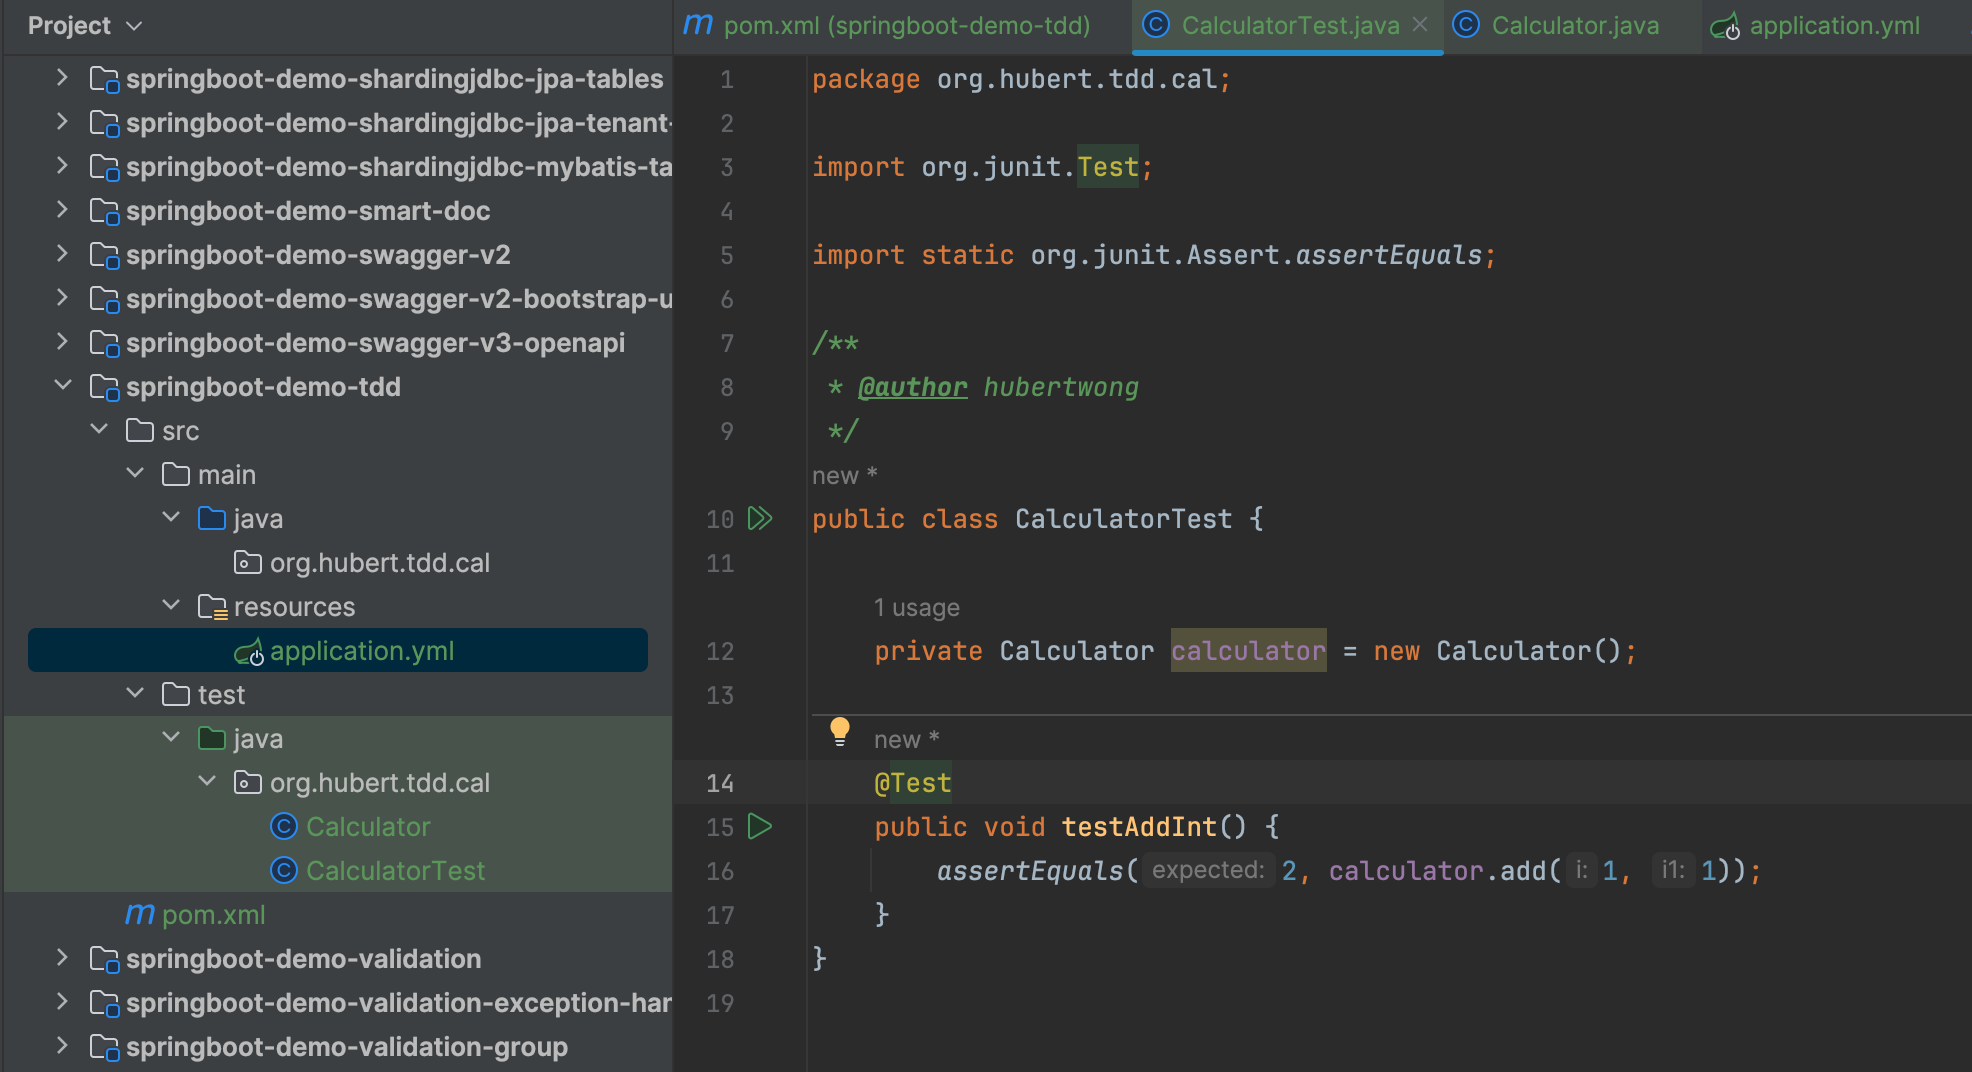 Project
springboot-demo-shardingjdbc-jpa-tables
springboot-demo-shardingjdbc-jpa-tenant-
springboot-demo-shardingjdbc-mybatis-ta
springboot-demo-smart-doc
springboot-demo-swagger-v2
springboot-demo-swagger-v2-bootstrap-u
springboot-demo-swagger-v3-openapi
springboot-demo-tdd
src
main
java
org.hubert.tdd.cal
resources
application.yml
test
java
org.hubert.tdd.cal
C Calculator
C CalculatorTest
m pom.xml
springboot-demo-validation
springboot-demo-validation-exception-har
springboot-demo-validation-group
m pom.xml (springboot-demo-tdd) C CalculatorTest.java C Calculator.java application.yml
1 package org.hubert.tdd.cal;
2
3 import org.junit.Test;
4
5 import static org.junit.Assert.assertEquals;
6
7 /**
8 * @author hubertwong
9 */
new *
10 public class CalculatorTest {
11
1 usage
12 private Calculator calculator = new Calculator();
13
new *
14 @Test
15 public void testAddInt() {
16 assertEquals( expected: 2, calculator.add( i: 1, i1: 1));
17 }
18 }
19